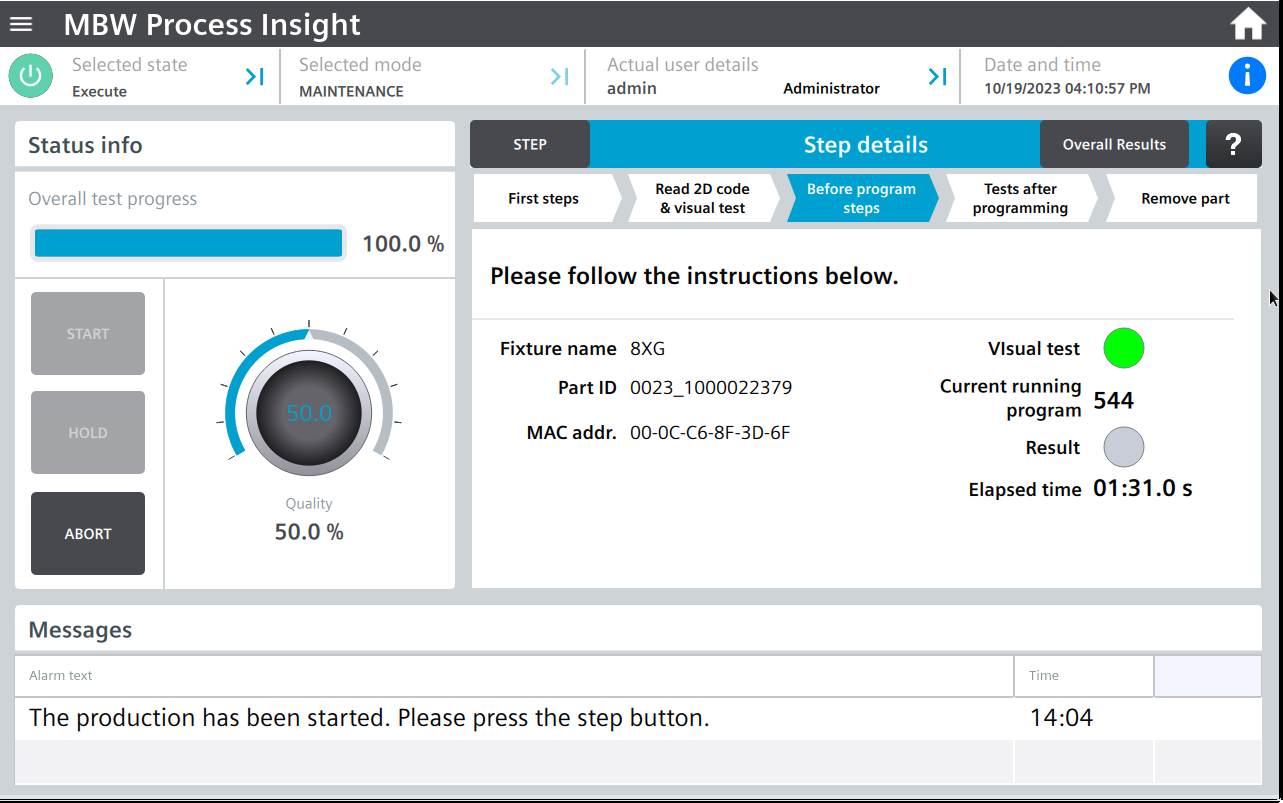 MBW Process Insight
Selected state
Execute
Selected mode
MAINTENANCE
Actual user details
admin
Administrator
Date and time
10/19/2023 04:10:57 PM
i
Status info
Overall test progress
100.0 %
START
HOLD
ABORT
50.0
Quality
50.0 %
STEP
Step details
Overall Results
?
First steps
Read 2D code
& visual test
Before program
steps
Tests after
programming
Remove part
Please follow the instructions below.
Fixture name 8XG
Part ID 0023_1000022379
MAC addr. 00-0C-C6-8F-3D-6F
VIsual test
Current running
program 544
Result
Elapsed time 01:31.0 s
Messages
Alarm text Time
The production has been started. Please press the step button. 14:04